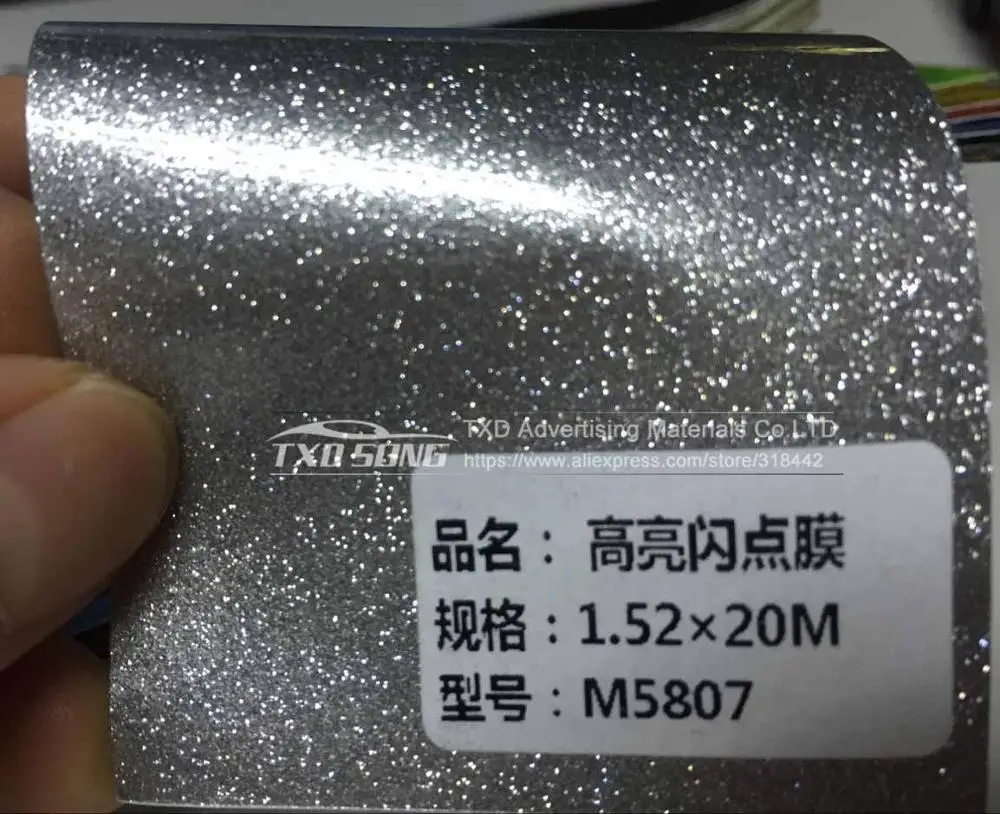 TXD SONG
TXD Advertising Materials Co.LTD
https://www.aliexpress.com/store/318442
品名：高亮闪点膜
规格：1.52×20M
型号：M5807